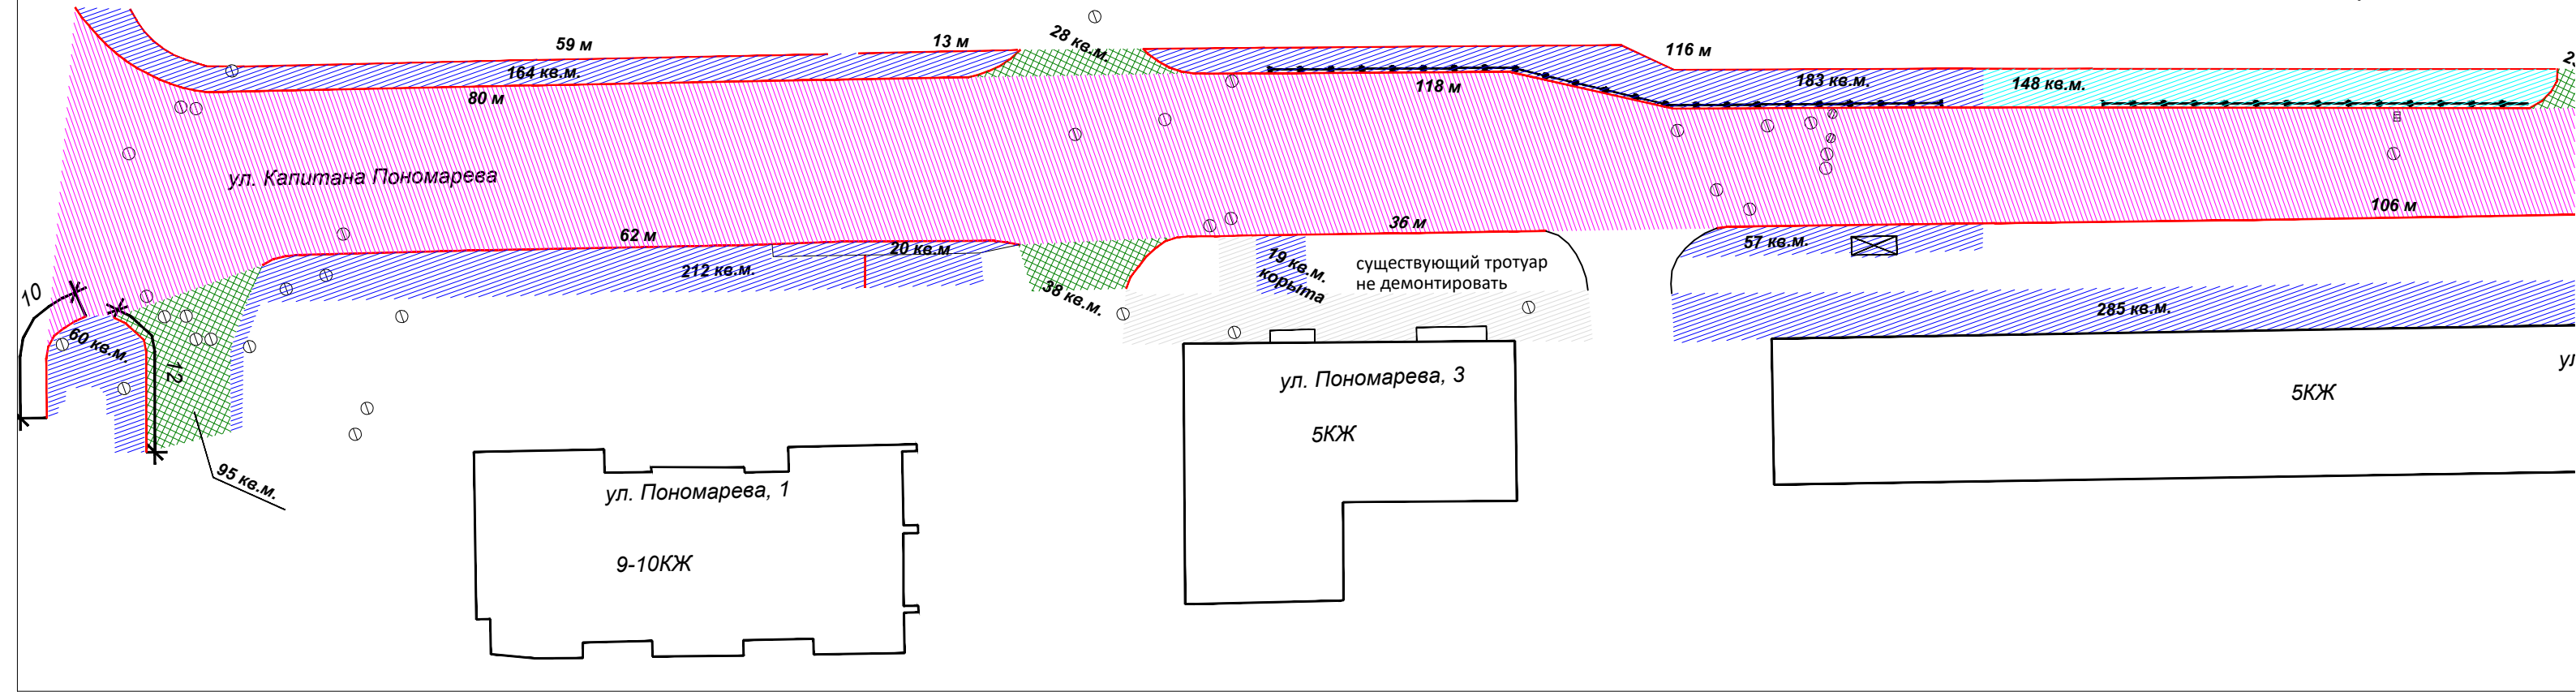 59 м
13 м
28 кв.м.
116 м
164 кв.м.
80 м
118 м
183 кв.м.
148 кв.м.
ул. Капитана Пономарева
62 м
20 кв.м
36 м
106 м
212 кв.м.
19 кв.м.
корыта
существующий тротуар
не демонтировать
57 кв.м.
38 кв.м.
10
60 кв.м.
12
285 кв.м.
95 кв.м.
ул. Пономарева, 1
9-10КЖ
ул. Пономарева, 3
5КЖ
5КЖ
ул